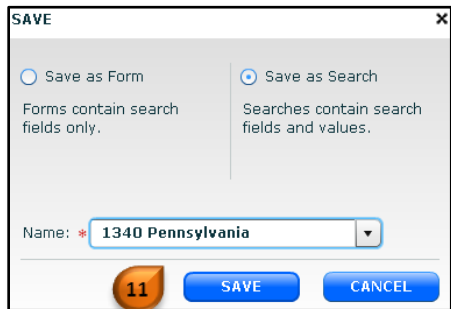 SAVE ×
Save as Form
Forms contain search
fields only.
Save as Search
Searches contain search
fields and values.
Name: * 1340 Pennsylvania
11 SAVE CANCEL